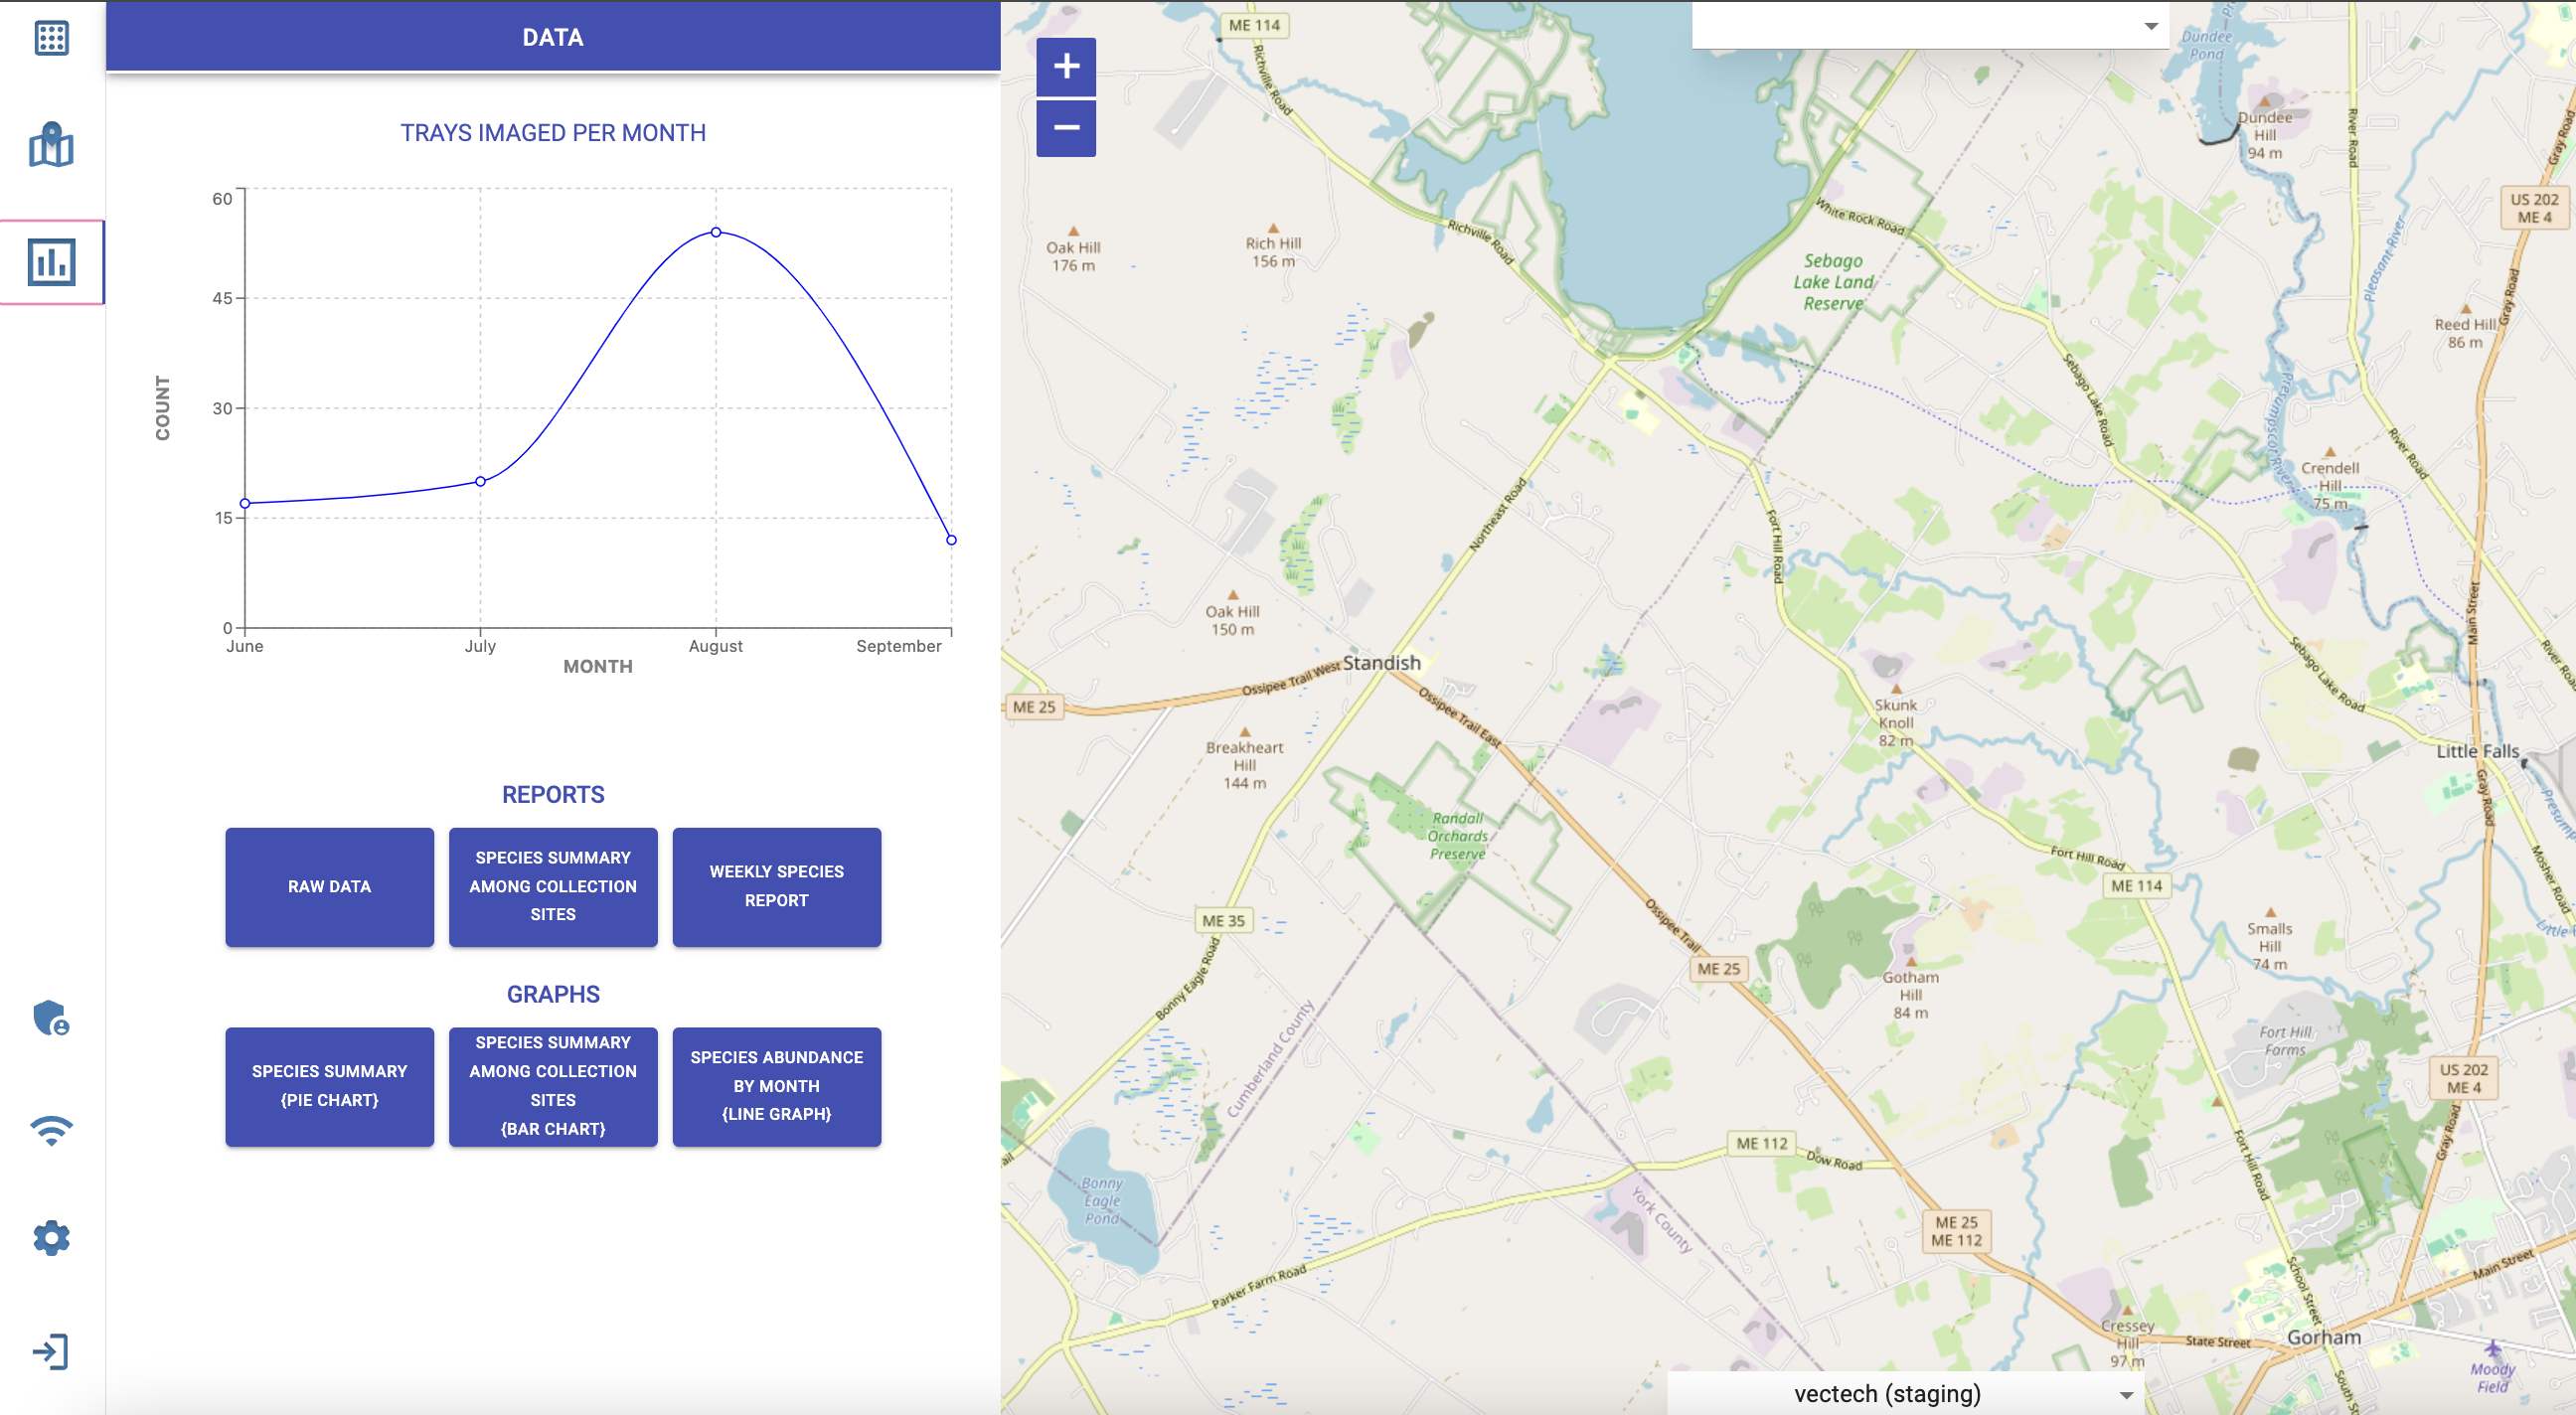 DATA
TRAYS IMAGED PER MONTH
60
45
30
15
0
COUNT
June
July
August
September
MONTH
REPORTS
RAW DATA
SPECIES SUMMARY
AMONG COLLECTION
SITES
WEEKLY SPECIES
REPORT
GRAPHS
SPECIES SUMMARY
{PIE CHART}
SPECIES SUMMARY
AMONG COLLECTION
SITES
{BAR CHART}
SPECIES ABUNDANCE
BY MONTH
{LINE GRAPH}
+
−
ME 114
Richville Road
Dundee
Pond
Dundee
Hill
94 m
River Road
Gray Road
US 202
ME 4
Oak Hill
176 m
Rich Hill
156 m
Richville Road
White Rock Road
Sebago
Lake Land
Reserve
Pleasant River
Gray Road
Reed Hill
86 m
Sebago Lake Road
Presumpscot River
River Road
Crendell
Hill
75 m
Northeast Road
Fort Hill Road
Oak Hill
150 m
Main Street
Standish
Ossipee Trail West
ME 25
Ossipee Trail East
Sebago Lake Road
River Road
Skunk
Knoll
82 m
Breakheart
Hill
144 m
Little Falls
Gray Road
Randall
Orchards
Preserve
Fort Hill Road
ME 114
Mosher Road
ME 35
Ossipee Trail
Smalls
Hill
74 m
Little
ME 25
Bonny Eagle Road
Gotham
Hill
84 m
Cumberland County
Fort Hill
Farms
US 202
ME 4
Gray Road
ME 112
Dow Road
Fort Hill Road
Bonny
Eagle
Pond
York County
ME 25
ME 112
Parker Farm Road
School Street
Main Street
Cressey
Hill
97 m
State Street
Gorham
Moody
Field
vectech (staging)